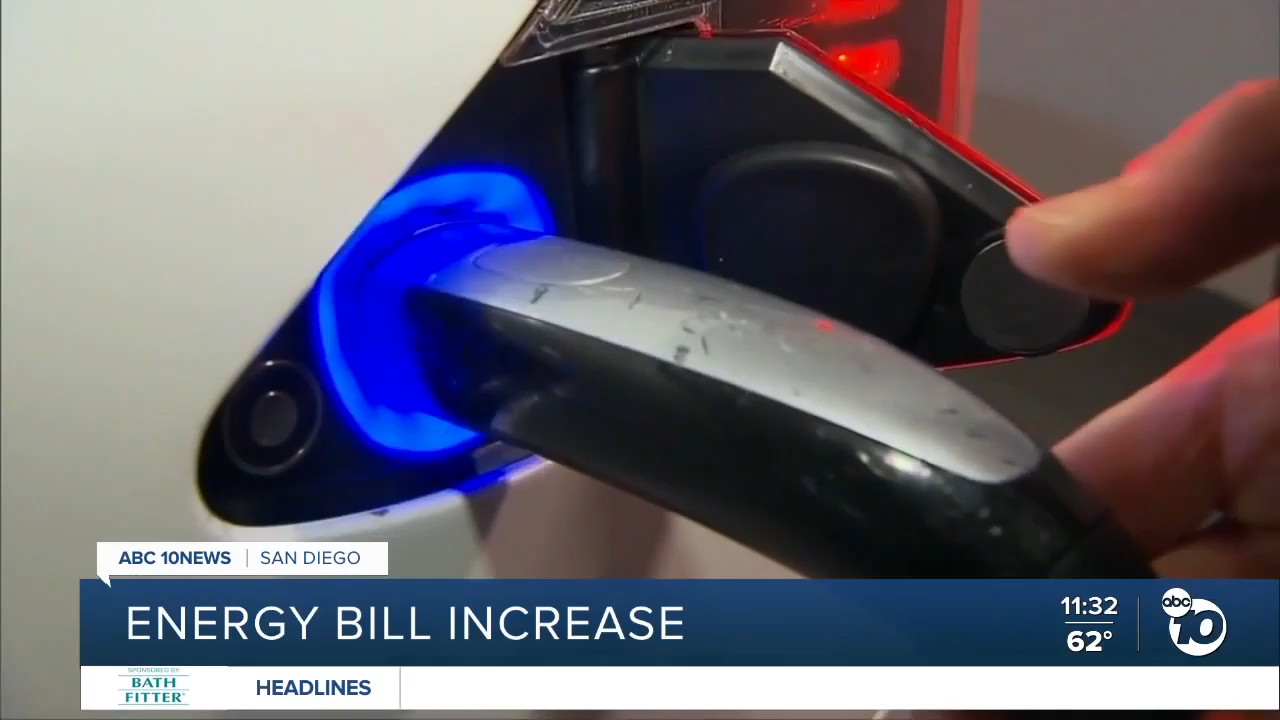 ABC 10NEWS | SAN DIEGO
ENERGY BILL INCREASE
11:32
62°
abc
10
SPONSORED BY:
BATH
FITTER®
HEADLINES